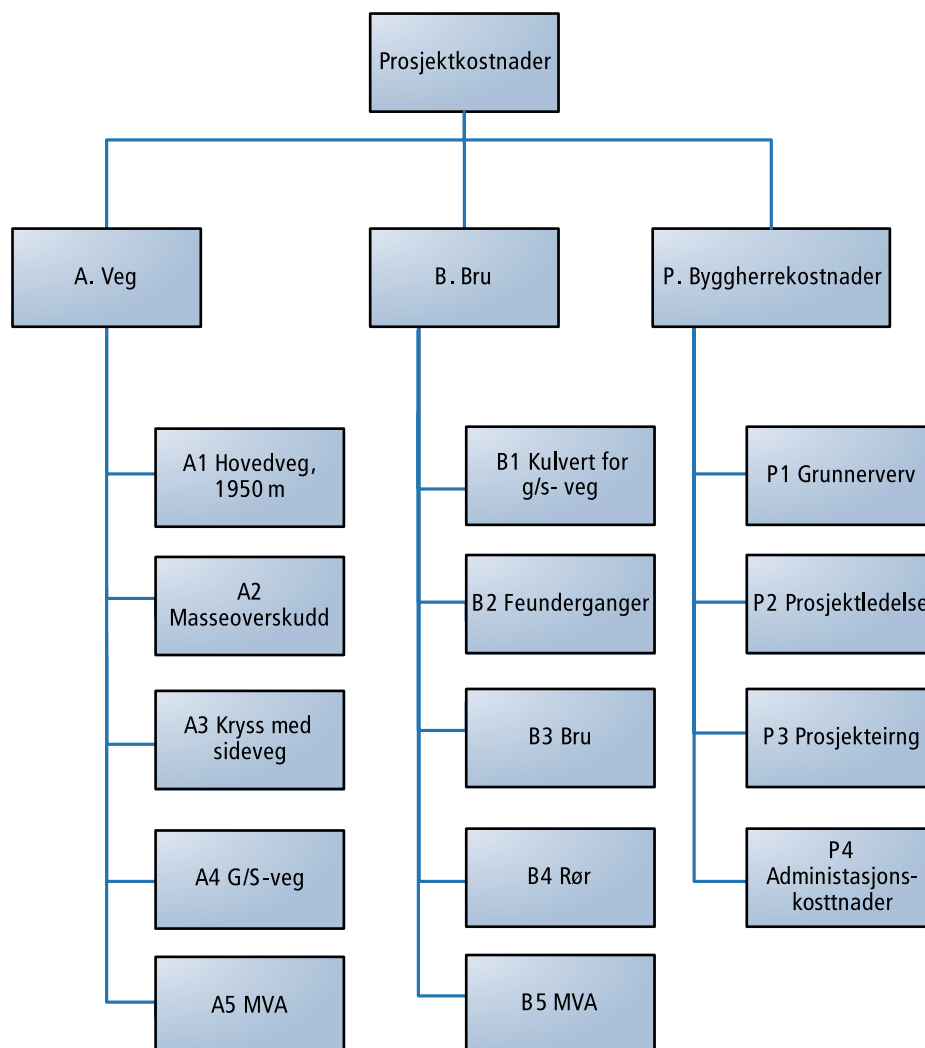 Prosjektkostnader
A. Veg
B. Bru
P. Byggherrekostnader
A1 Hovedveg,
1950 m
A2
Masseoverskudd
A3 Kryss med
sideveg
A4 G/S-veg
A5 MVA
B1 Kulvert for
g/s- veg
B2 Feunderganger
B3 Bru
B4 Rør
B5 MVA
P1 Grunnerverv
P2 Prosjektledelse
P3 Prosjekteirng
P4
Administasjons-
kosttnader